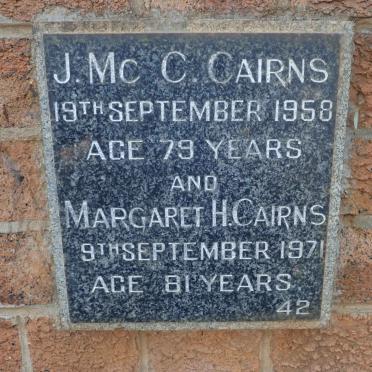 J. Mc C. Cairns
19th September 1958
Age 79 Years
and
Margaret H. Cairns
9th September 1971
Age 81 Years
42